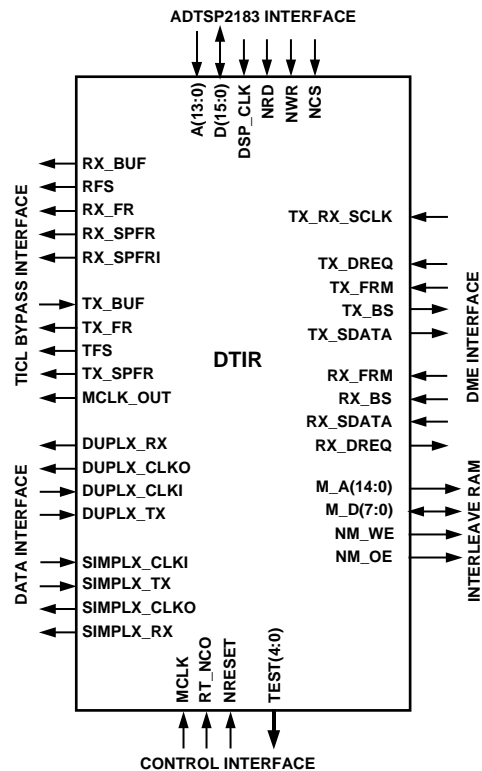 ADTSP2183 INTERFACE
A(13:0)
D(15:0)
DSP_CLK
NRD
NWR
NCS
TICL BYPASS INTERFACE
RX_BUF
RFS
RX_FR
RX_SPFR
RX_SPFRI
TX_BUF
TX_FR
TFS
TX_SPFR
MCLK_OUT
DATA INTERFACE
DUPLX_RX
DUPLX_CLKO
DUPLX_CLKI
DUPLX_TX
SIMPLX_CLKI
SIMPLX_TX
SIMPLX_CLKO
SIMPLX_RX
DTIR
TX_RX_SCLK
TX_DREQ
TX_FRM
TX_BS
TX_SDATA
RX_FRM
RX_BS
RX_SDATA
RX_DREQ
DME INTERFACE
M_A(14:0)
M_D(7:0)
NM_WE
NM_OE
INTERLEAVE RAM
MCLK
RT_NCO
NRESET
TEST(4:0)
CONTROL INTERFACE